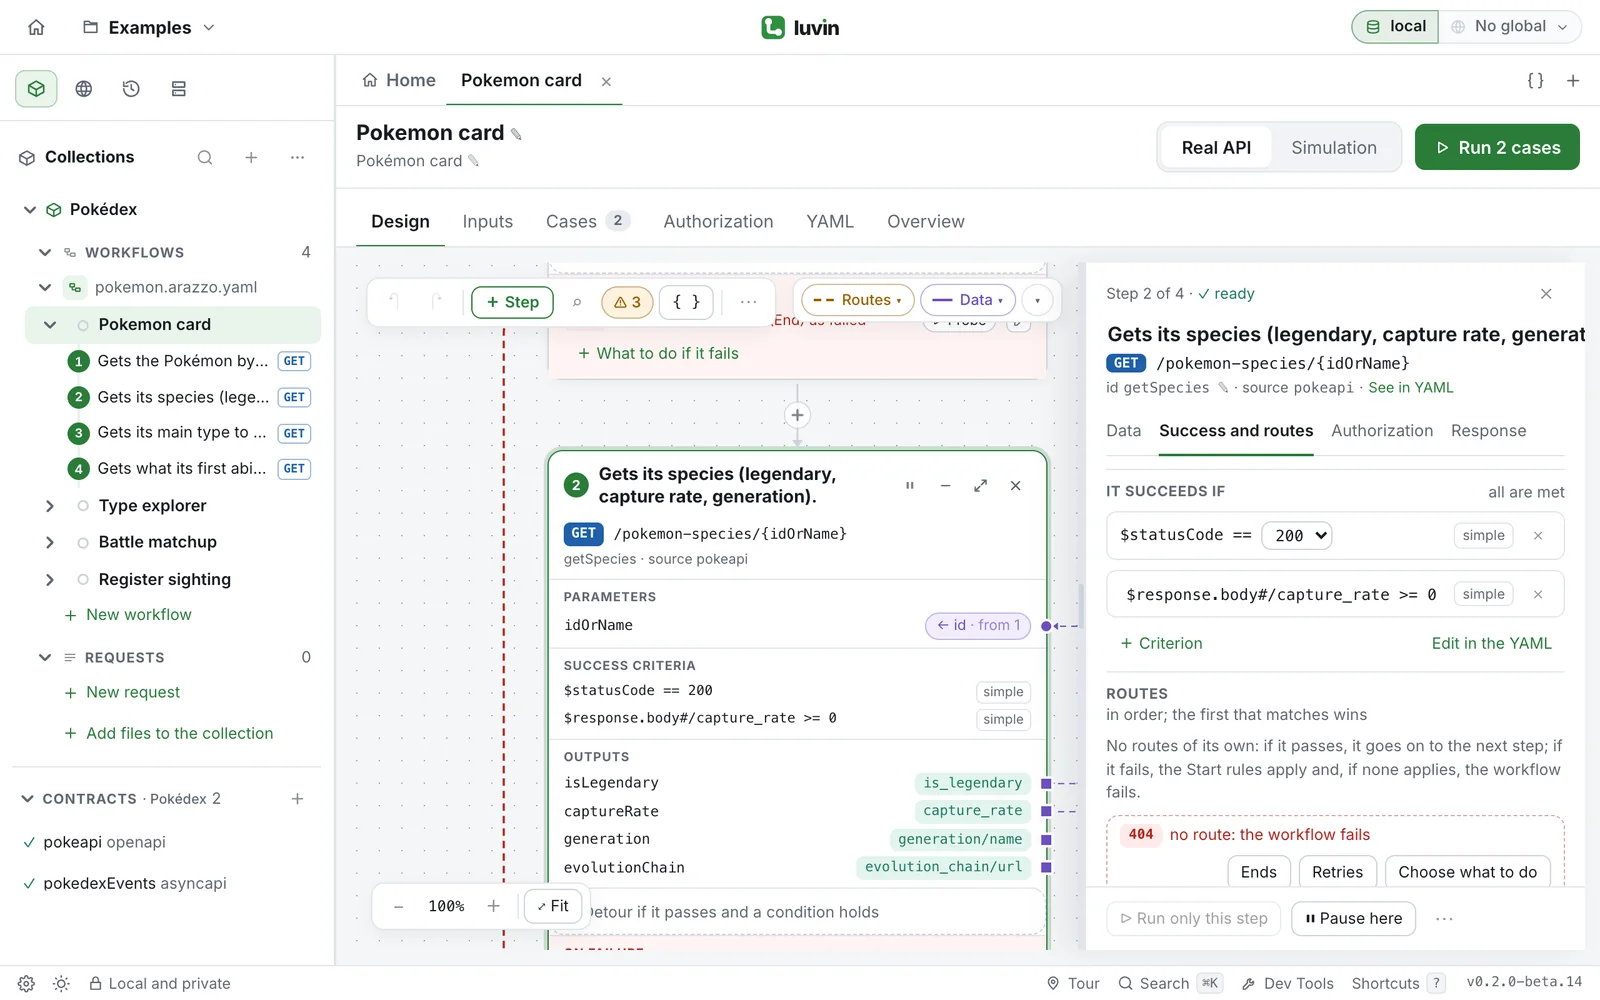 Examples
luvin
local
No global
Home
Pokemon card
{}
Collections
Pokemon card
Pokémon card
Real API
Simulation
Run 2 cases
Pokédex
Design
Inputs
Cases 2
Authorization
YAML
Overview
WORKFLOWS 4
pokemon.arazzo.yaml
Pokemon card
1 Gets the Pokémon by... GET
2 Gets its species (lege... GET
3 Gets its main type to ... GET
4 Gets what its first abi... GET
Type explorer
Battle matchup
Register sighting
+ New workflow
REQUESTS 0
+ New request
+ Add files to the collection
CONTRACTS · Pokédex 2
pokeapi openapi
pokedexEvents asyncapi
+ Step
3
{ }
...
Routes
Data
+ What to do if it fails
2
Gets its species (legendary,
capture rate, generation).
GET /pokemon-species/{idOrName}
getSpecies · source pokeapi
PARAMETERS
idOrName
← id · from 1
SUCCESS CRITERIA
$statusCode == 200 simple
$response.body#/capture_rate >= 0 simple
OUTPUTS
isLegendary is_legendary
captureRate capture_rate
generation generation/name
evolutionChain evolution_chain/url
Detour if it passes and a condition holds
− 100% +
Fit
Step 2 of 4 · ✓ ready
Gets its species (legendary, capture rate, generat
GET /pokemon-species/{idOrName}
id getSpecies · source pokeapi · See in YAML
Data
Success and routes
Authorization
Response
IT SUCCEEDS IF
all are met
$statusCode == 200 simple
$response.body#/capture_rate >= 0 simple
+ Criterion
Edit in the YAML
ROUTES
in order; the first that matches wins
No routes of its own: if it passes, it goes on to the next step; if
it fails, the Start rules apply and, if none applies, the workflow
fails.
404 no route: the workflow fails
Ends
Retries
Choose what to do
Run only this step
Pause here
...
Local and private
Tour
Search ⌘K
Dev Tools
Shortcuts ?
v0.2.0-beta.14